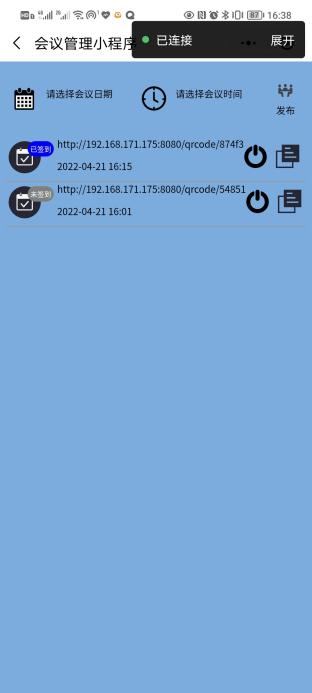 16:38
会议管理小程序
已连接
展开
请选择会议日期
请选择会议时间
发布
已签到
http://192.168.171.175:8080/qrcode/874f3
2022-04-21 16:15
未签到
http://192.168.171.175:8080/qrcode/54851
2022-04-21 16:01